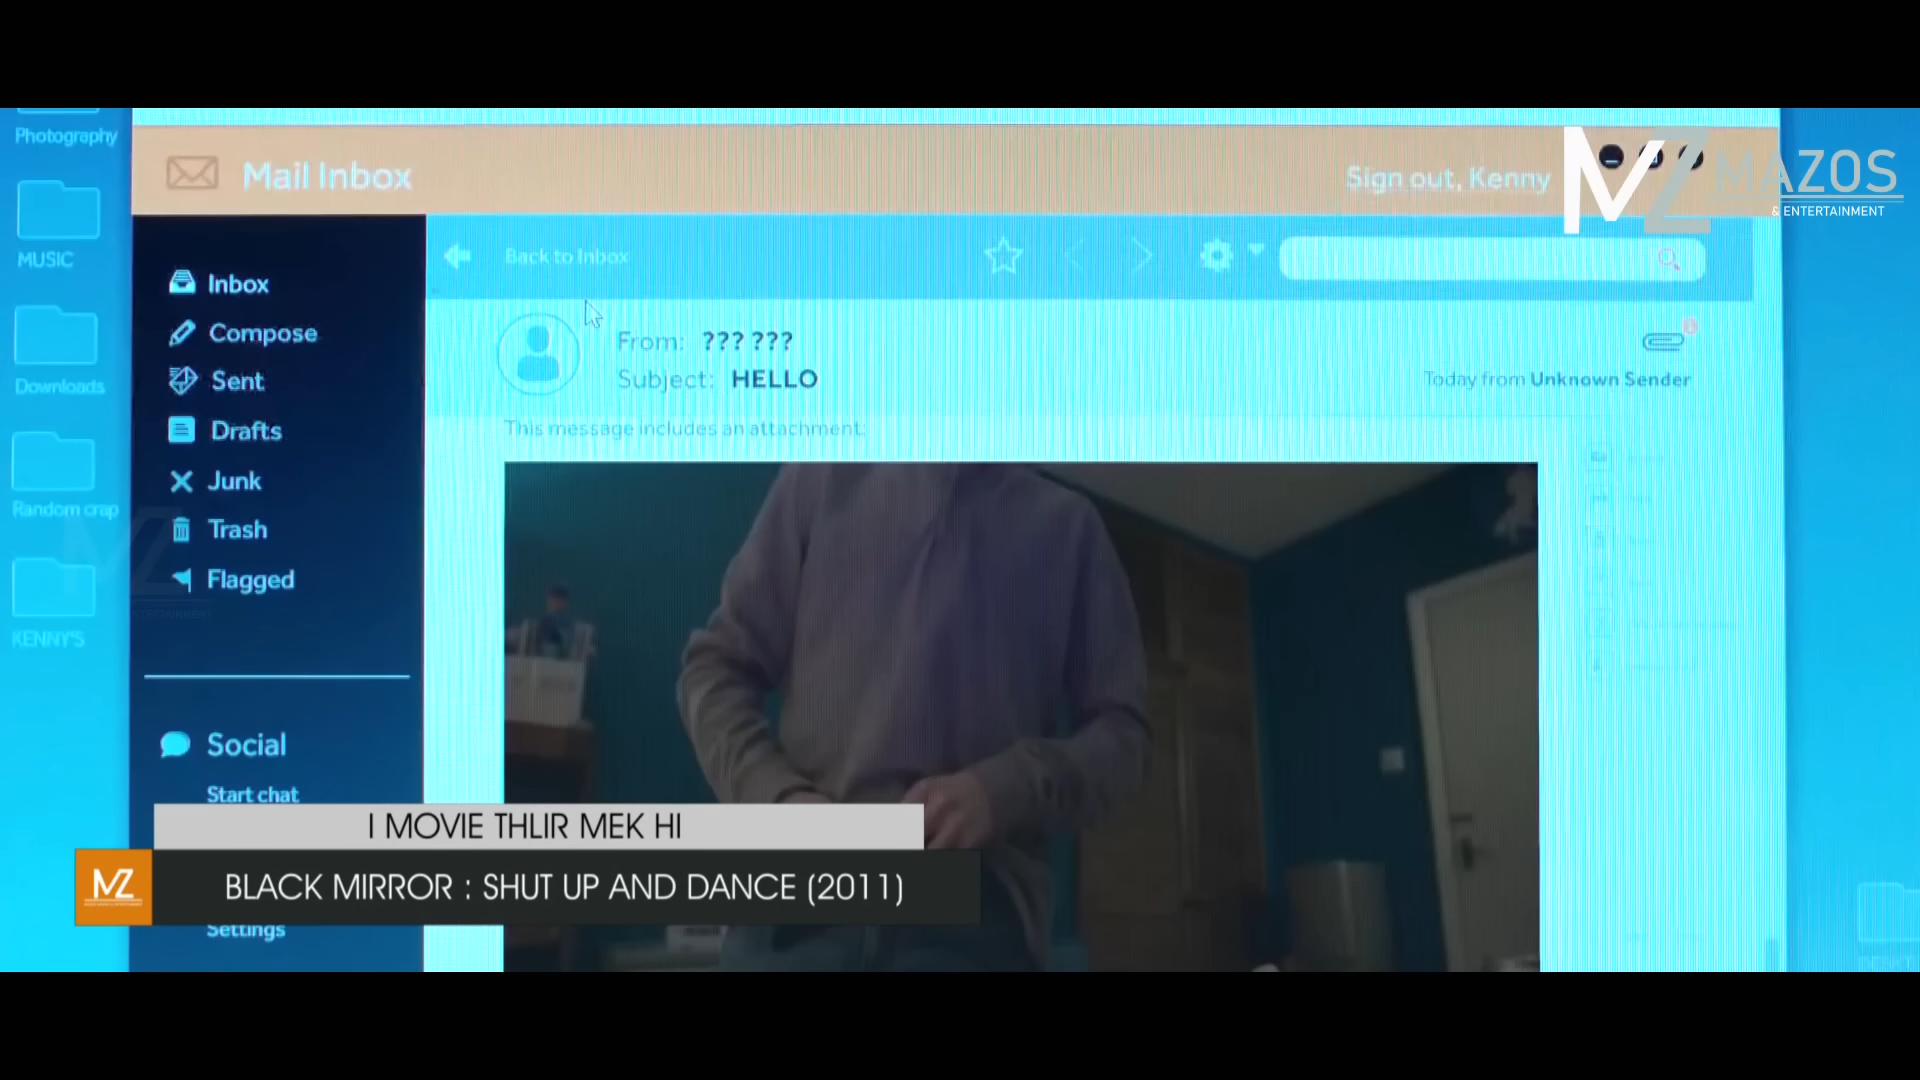 Photography
MUSIC
Downloads
Random crap
KENNY'S
Mail Inbox
Sign out, Kenny
MZ MAZOS
& ENTERTAINMENT
Back to Inbox
Inbox
Compose
Sent
Drafts
Junk
Trash
Flagged
From: ??? ???
Subject: HELLO
Today from Unknown Sender
This message includes an attachment:
Social
Start chat
I MOVIE THLIR MEK HI
MZ
BLACK MIRROR : SHUT UP AND DANCE (2011)
Settings